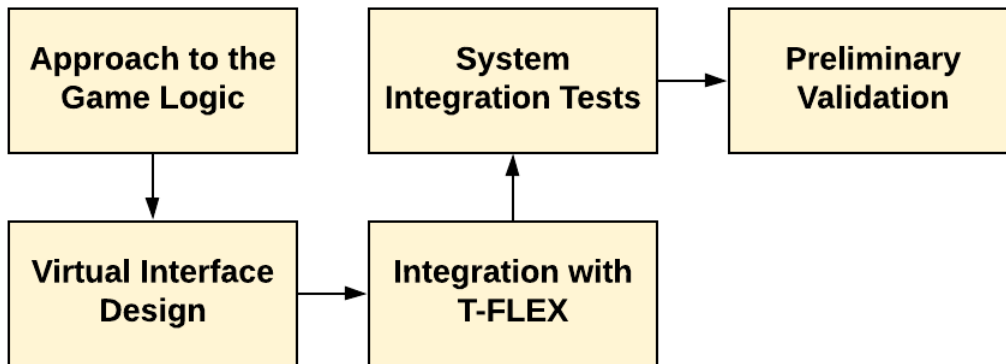 Approach to the
Game Logic
Virtual Interface
Design
Integration with
T-FLEX
System
Integration Tests
Preliminary
Validation